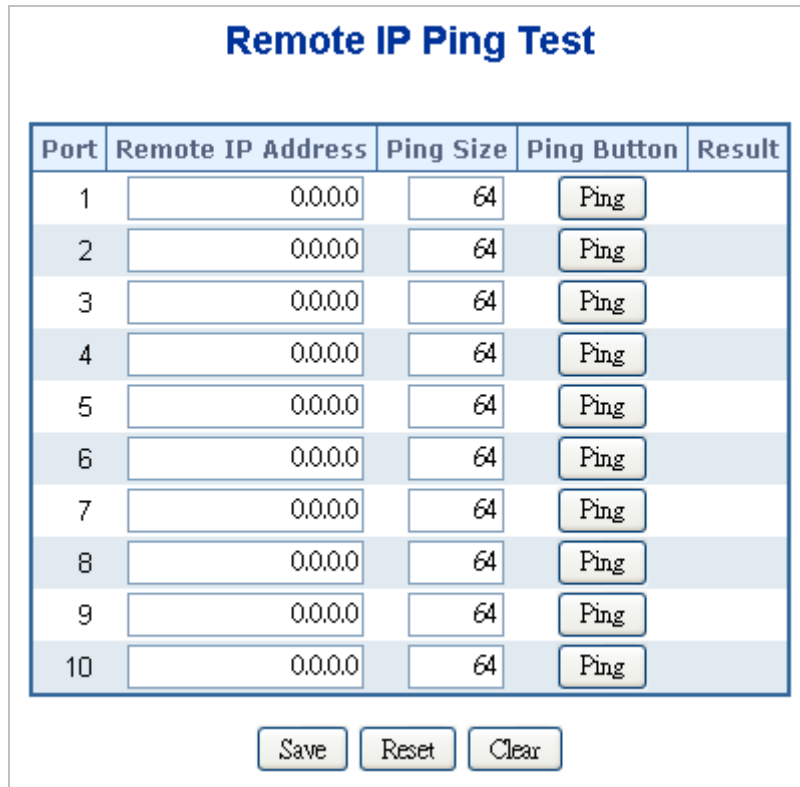 Remote IP Ping Test
Port Remote IP Address Ping Size Ping Button Result
1 0.0.0.0 64 Ping
2 0.0.0.0 64 Ping
3 0.0.0.0 64 Ping
4 0.0.0.0 64 Ping
5 0.0.0.0 64 Ping
6 0.0.0.0 64 Ping
7 0.0.0.0 64 Ping
8 0.0.0.0 64 Ping
9 0.0.0.0 64 Ping
10 0.0.0.0 64 Ping
Save Reset Clear